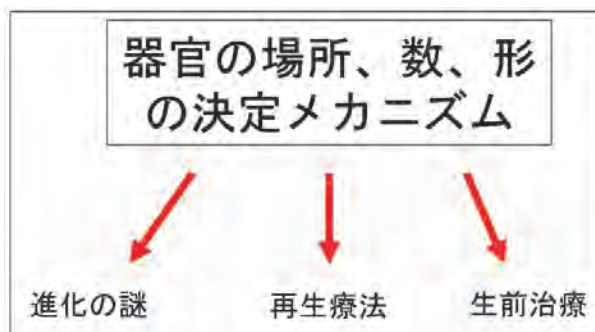 器官の場所、数、形
の決定メカニズム
進化の謎 再生療法 生前治療